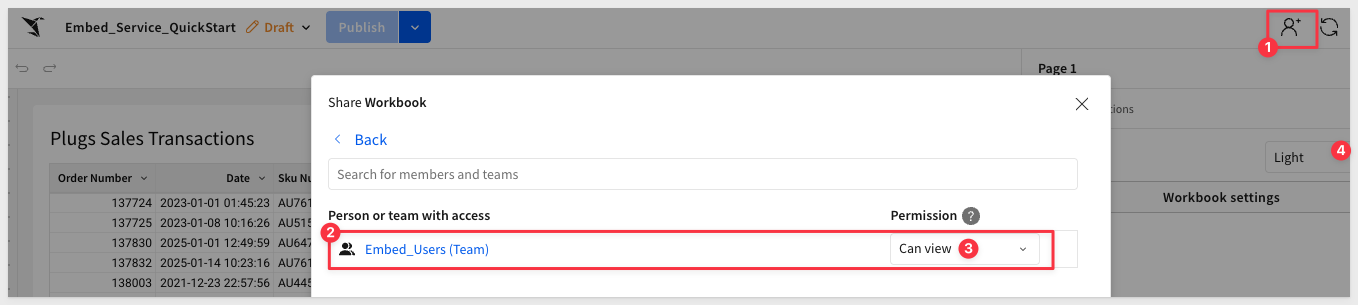 Embed_Service_QuickStart Draft Publish
1
Page 1
Share Workbook
Back
Search for members and teams
Person or team with access Permission ?
2
Embed_Users (Team) Can view 3
Plugs Sales Transactions
Order Number Date Sku Nu
137724 2023-01-01 01:45:23 AU761
137725 2023-01-08 10:16:26 AU515
137830 2025-01-01 12:49:59 AU647
137832 2025-01-14 10:23:16 AU761
138003 2021-12-23 22:57:56 AU445
ctions
Light 4
Workbook settings